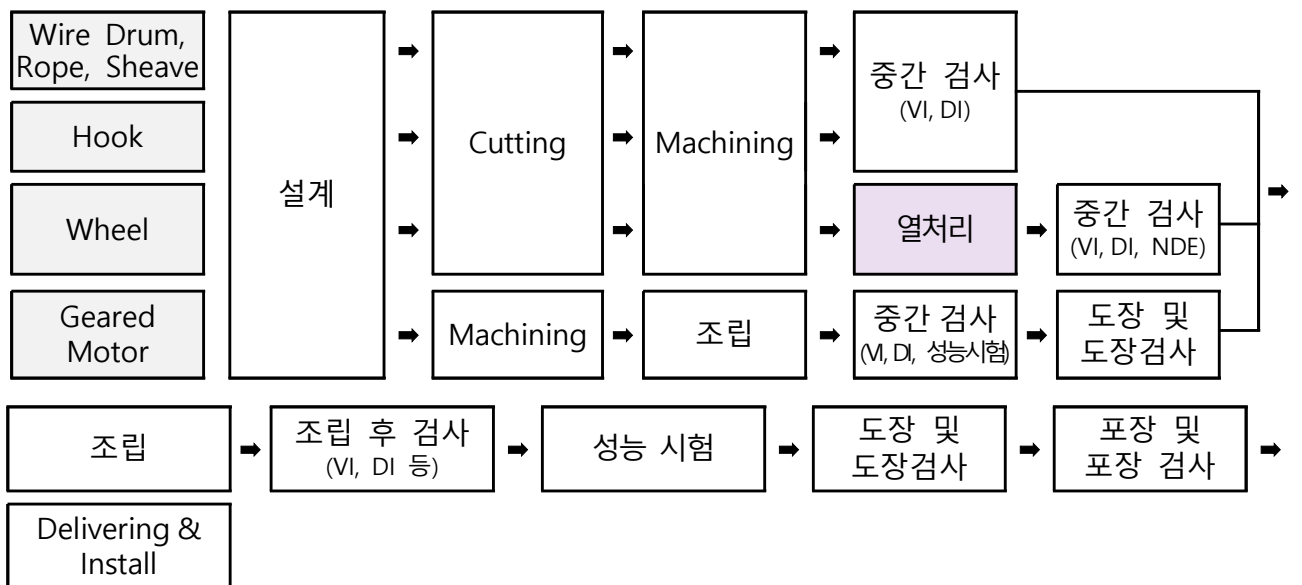 Wire Drum,
Rope, Sheave
Hook
Wheel
Geared
Motor
설계
Cutting
Machining
중간 검사
(VI, DI)
열처리
중간 검사
(VI, DI, NDE)
Machining
조립
중간 검사
(VI, DI, 성능시험)
도장 및
도장검사
조립
조립 후 검사
(VI, DI 등)
성능 시험
도장 및
도장검사
포장 및
포장 검사
Delivering &
Install